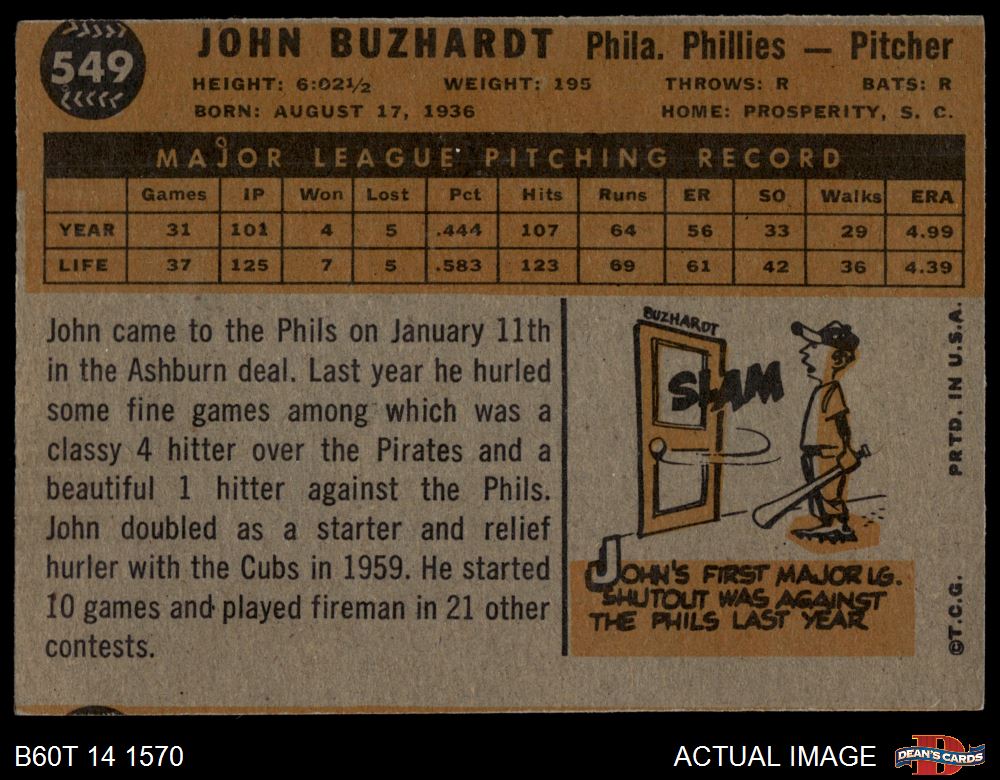 549
JOHN BUZHARDT Phila. Phillies — Pitcher
HEIGHT: 6:02½ WEIGHT: 195 THROWS: R BATS: R
BORN: AUGUST 17, 1936 HOME: PROSPERITY, S. C.
MAJOR LEAGUE PITCHING RECORD
Games IP Won Lost Pct Hits Runs ER SO Walks ERA
YEAR 31 101 4 5 .444 107 64 56 33 29 4.99
LIFE 37 125 7 5 .583 123 69 61 42 36 4.39
John came to the Phils on January 11th
in the Ashburn deal. Last year he hurled
some fine games among which was a
classy 4 hitter over the Pirates and a
beautiful 1 hitter against the Phils.
John doubled as a starter and relief
hurler with the Cubs in 1959. He started
10 games and played fireman in 21 other
contests.
BUZHARDT
SLAM
JOHN'S FIRST MAJOR LG.
SHUTOUT WAS AGAINST
THE PHILS LAST YEAR
©T.C.G. PRTD. IN U.S.A.
B60T 14 1570
ACTUAL IMAGE
D
DEAN'S CARDS